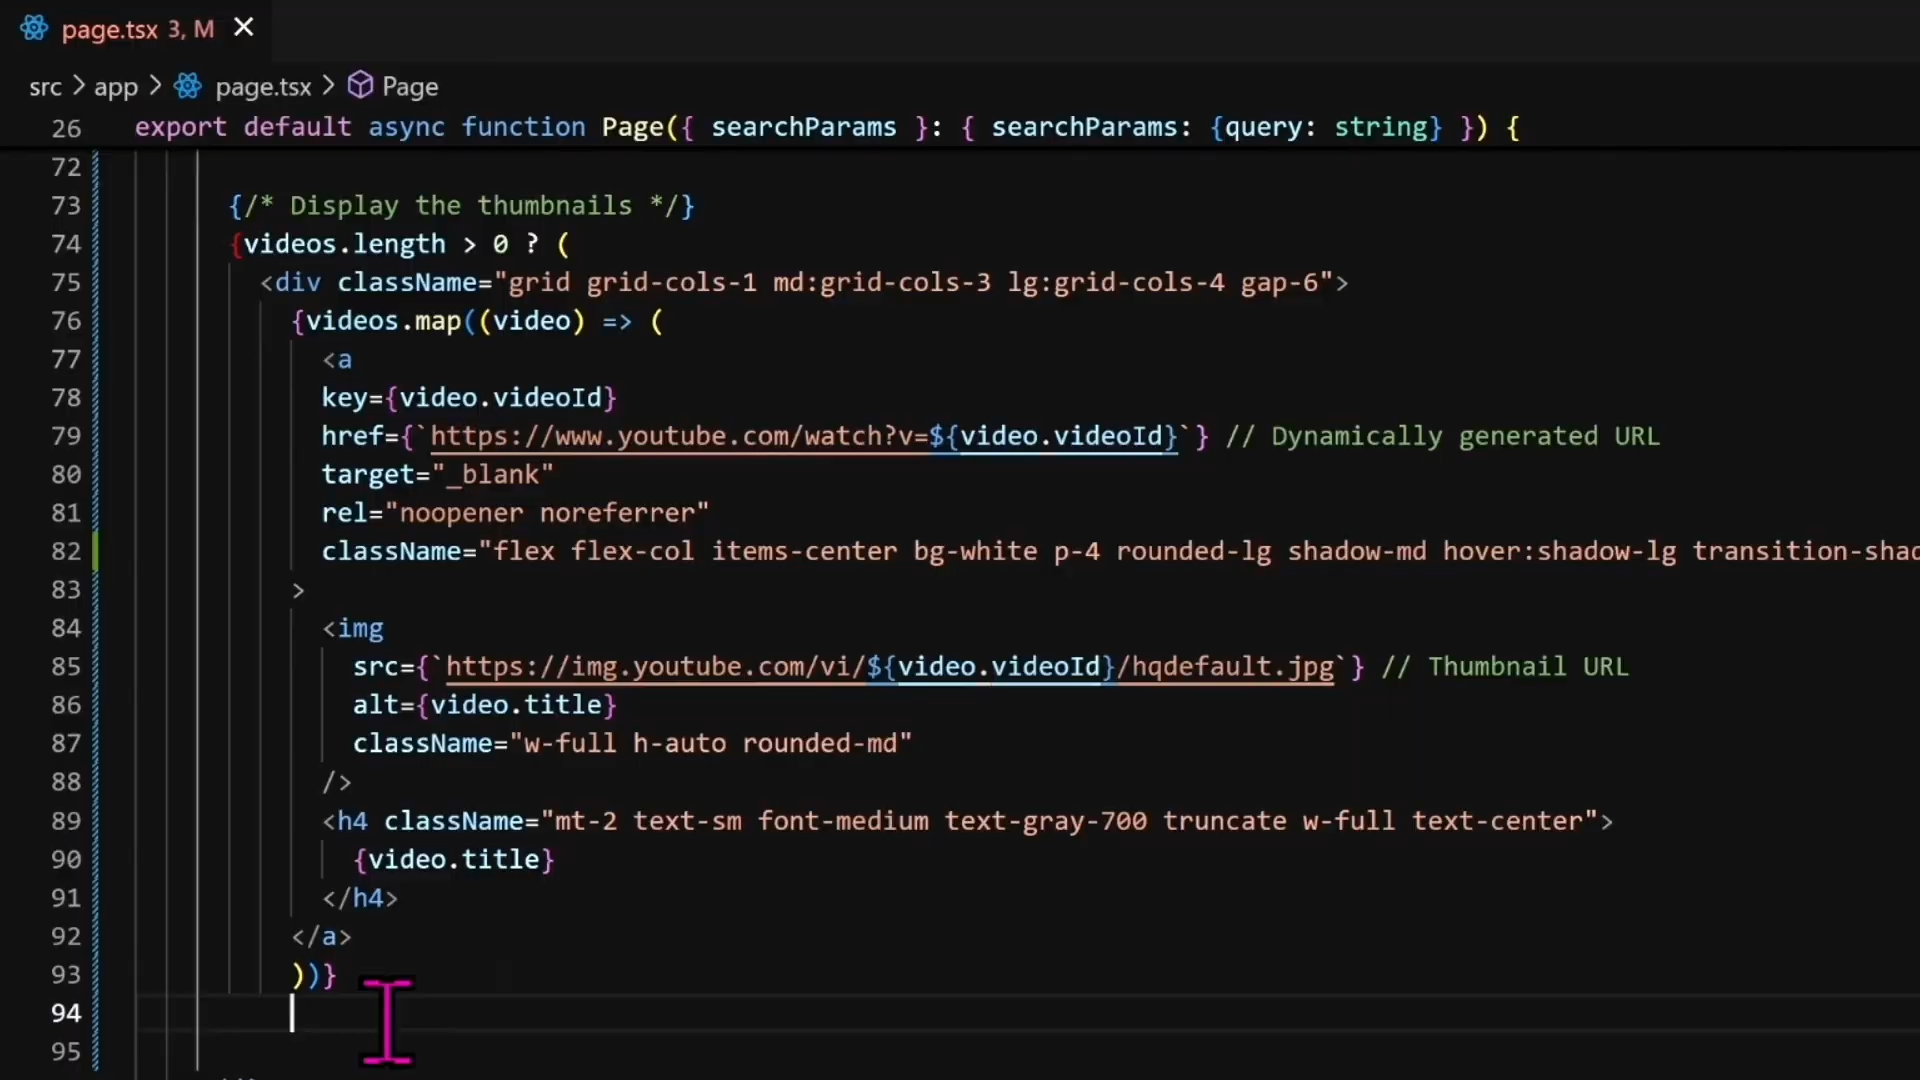 page.tsx 3, M
src > app > page.tsx > Page
26 export default async function Page({ searchParams }: { searchParams: {query: string} }) {
72
73 {/* Display the thumbnails */}
74 {videos.length > 0 ? (
75 <div className="grid grid-cols-1 md:grid-cols-3 lg:grid-cols-4 gap-6">
76 {videos.map((video) => (
77 <a
78 key={video.videoId}
79 href={`https://www.youtube.com/watch?v=${video.videoId}`} // Dynamically generated URL
80 target="_blank"
81 rel="noopener noreferrer"
82 className="flex flex-col items-center bg-white p-4 rounded-lg shadow-md hover:shadow-lg transition-shad
83 >
84 <img
85 src={`https://img.youtube.com/vi/${video.videoId}/hqdefault.jpg`} // Thumbnail URL
86 alt={video.title}
87 className="w-full h-auto rounded-md"
88 />
89 <h4 className="mt-2 text-sm font-medium text-gray-700 truncate w-full text-center">
90 {video.title}
91 </h4>
92 </a>
93 ))}
94
95